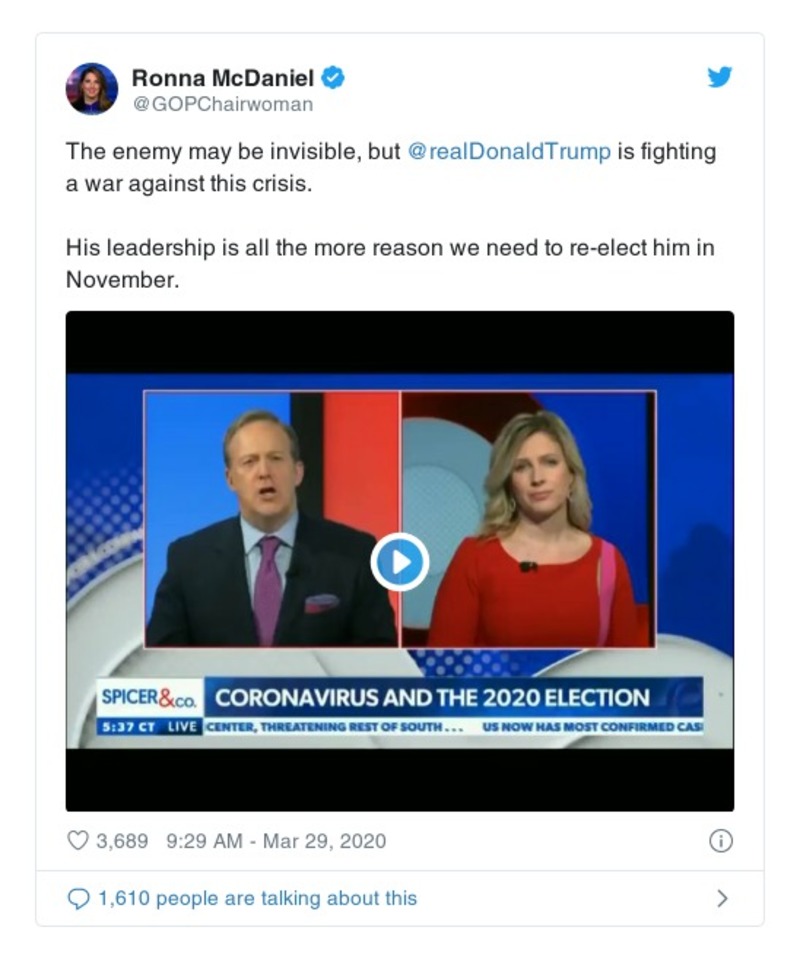 Ronna McDaniel
@GOPChairwoman
The enemy may be invisible, but @realDonaldTrump is fighting
a war against this crisis.
His leadership is all the more reason we need to re-elect him in
November.
SPICER&CO. CORONAVIRUS AND THE 2020 ELECTION
5:37 CT LIVE CENTER, THREATENING REST OF SOUTH... US NOW HAS MOST CONFIRMED CAS
3,689 9:29 AM - Mar 29, 2020
1,610 people are talking about this